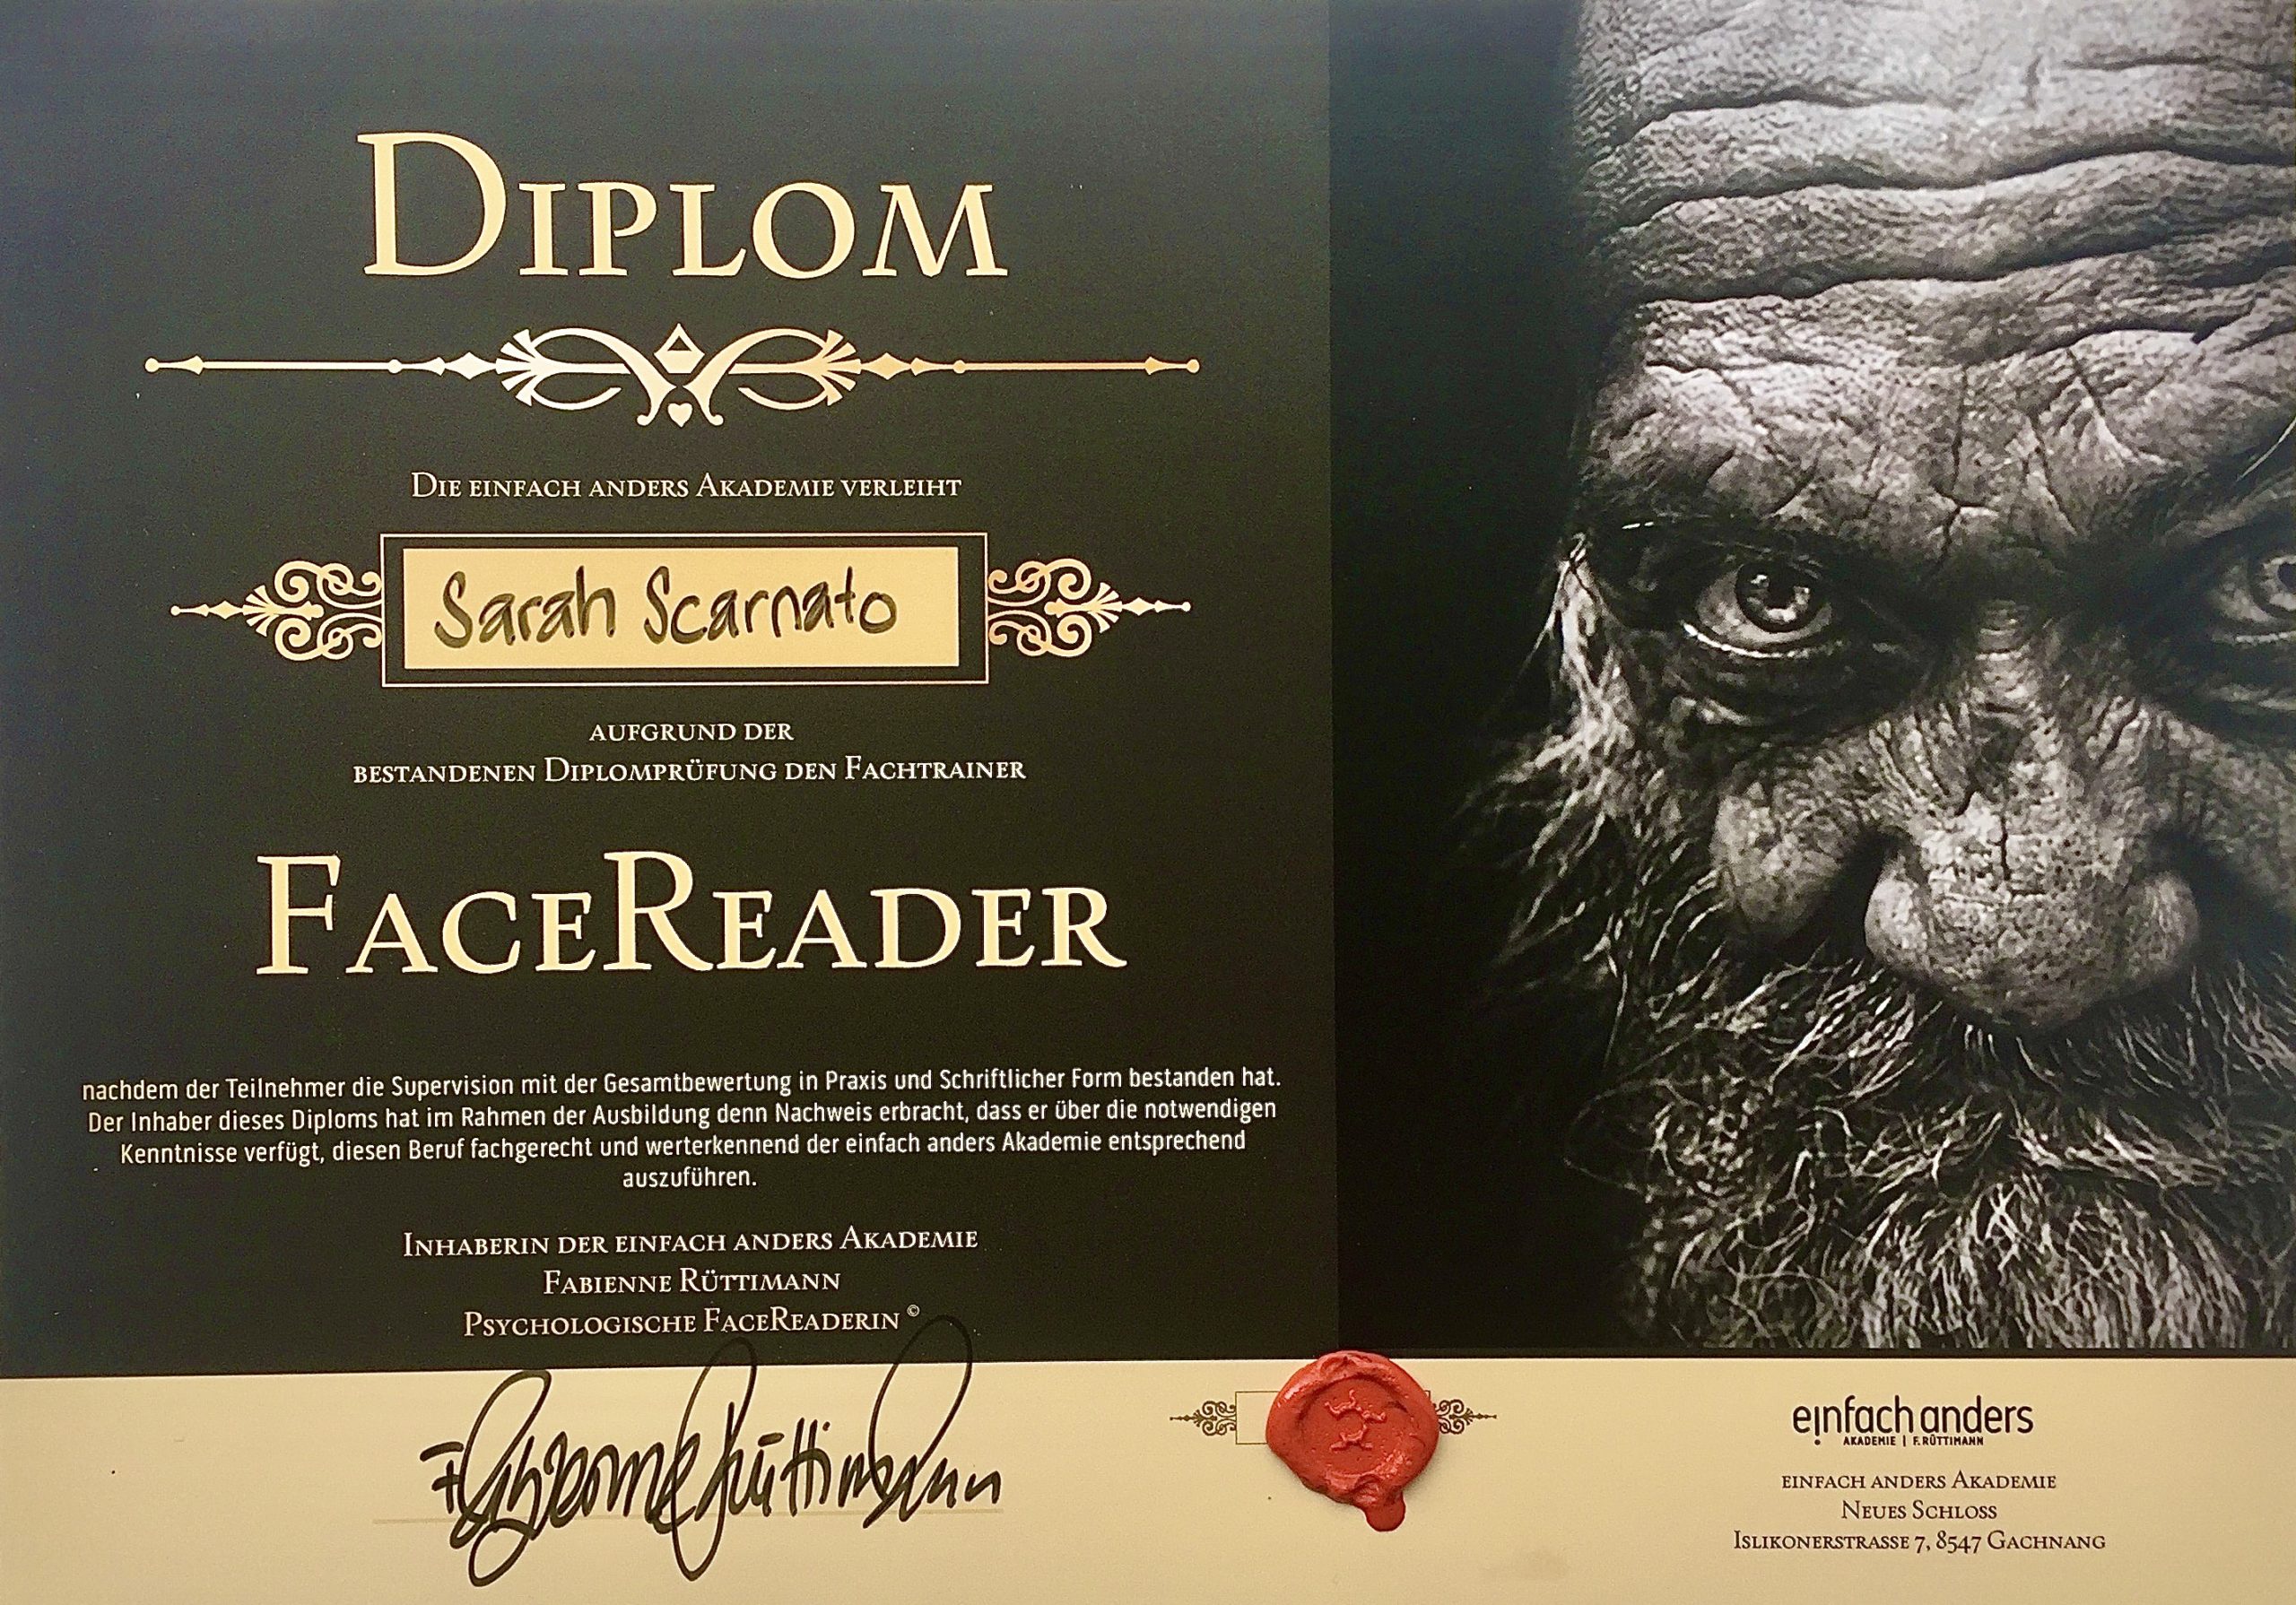 DIPLOM
DIE EINFACH ANDERS AKADEMIE VERLEIHT
Sarah Scarnato
AUFGRUND DER
BESTANDENEN DIPLOMPRÜFUNG DEN FACHTRAINER
FACEREADER
nachdem der Teilnehmer die Supervision mit der Gesamtbewertung in Praxis und Schriftlicher Form bestanden hat.
Der Inhaber dieses Diploms hat im Rahmen der Ausbildung denn Nachweis erbracht, dass er über die notwendigen
Kenntnisse verfügt, diesen Beruf fachgerecht und werterkennend der einfach anders Akademie entsprechend
auszuführen.
INHABERIN DER EINFACH ANDERS AKADEMIE
FABIENNE RÜTTIMANN
PSYCHOLOGISCHE FACEREADERIN ©
Fabienne Rüttimann
einfach anders
AKADEMIE | F.RÜTTIMANN
EINFACH ANDERS AKADEMIE
NEUES SCHLOSS
ISLIKONERSTRASSE 7, 8547 GACHNANG